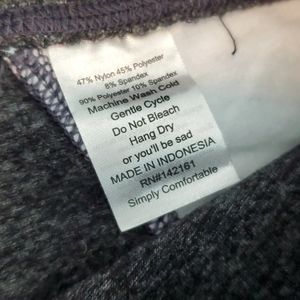 47% Nylon 45% Polyester
8% Spandex
90% Polyester 10% Spandex
Machine Wash Cold
Gentle Cycle
Do Not Bleach
Hang Dry
or you'll be sad
MADE IN INDONESIA
RN#142161
Simply Comfortable